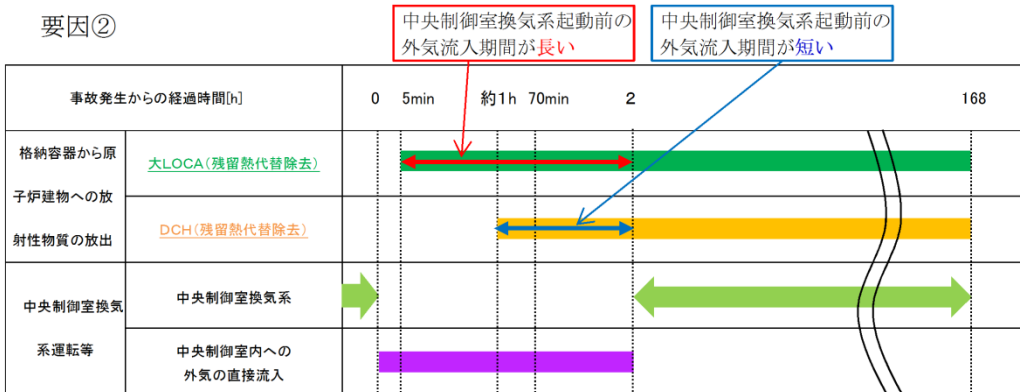 要因②
中央制御室換気系起動前の
外気流入期間が長い
中央制御室換気系起動前の
外気流入期間が短い
事故発生からの経過時間[h]
0 5min 約1h 70min 2 168
格納容器から原
子炉建物への放
射性物質の放出
大LOCA(残留熱代替除去)
DCH(残留熱代替除去)
中央制御室換気
系運転等
中央制御室換気系
中央制御室内への
外気の直接流入